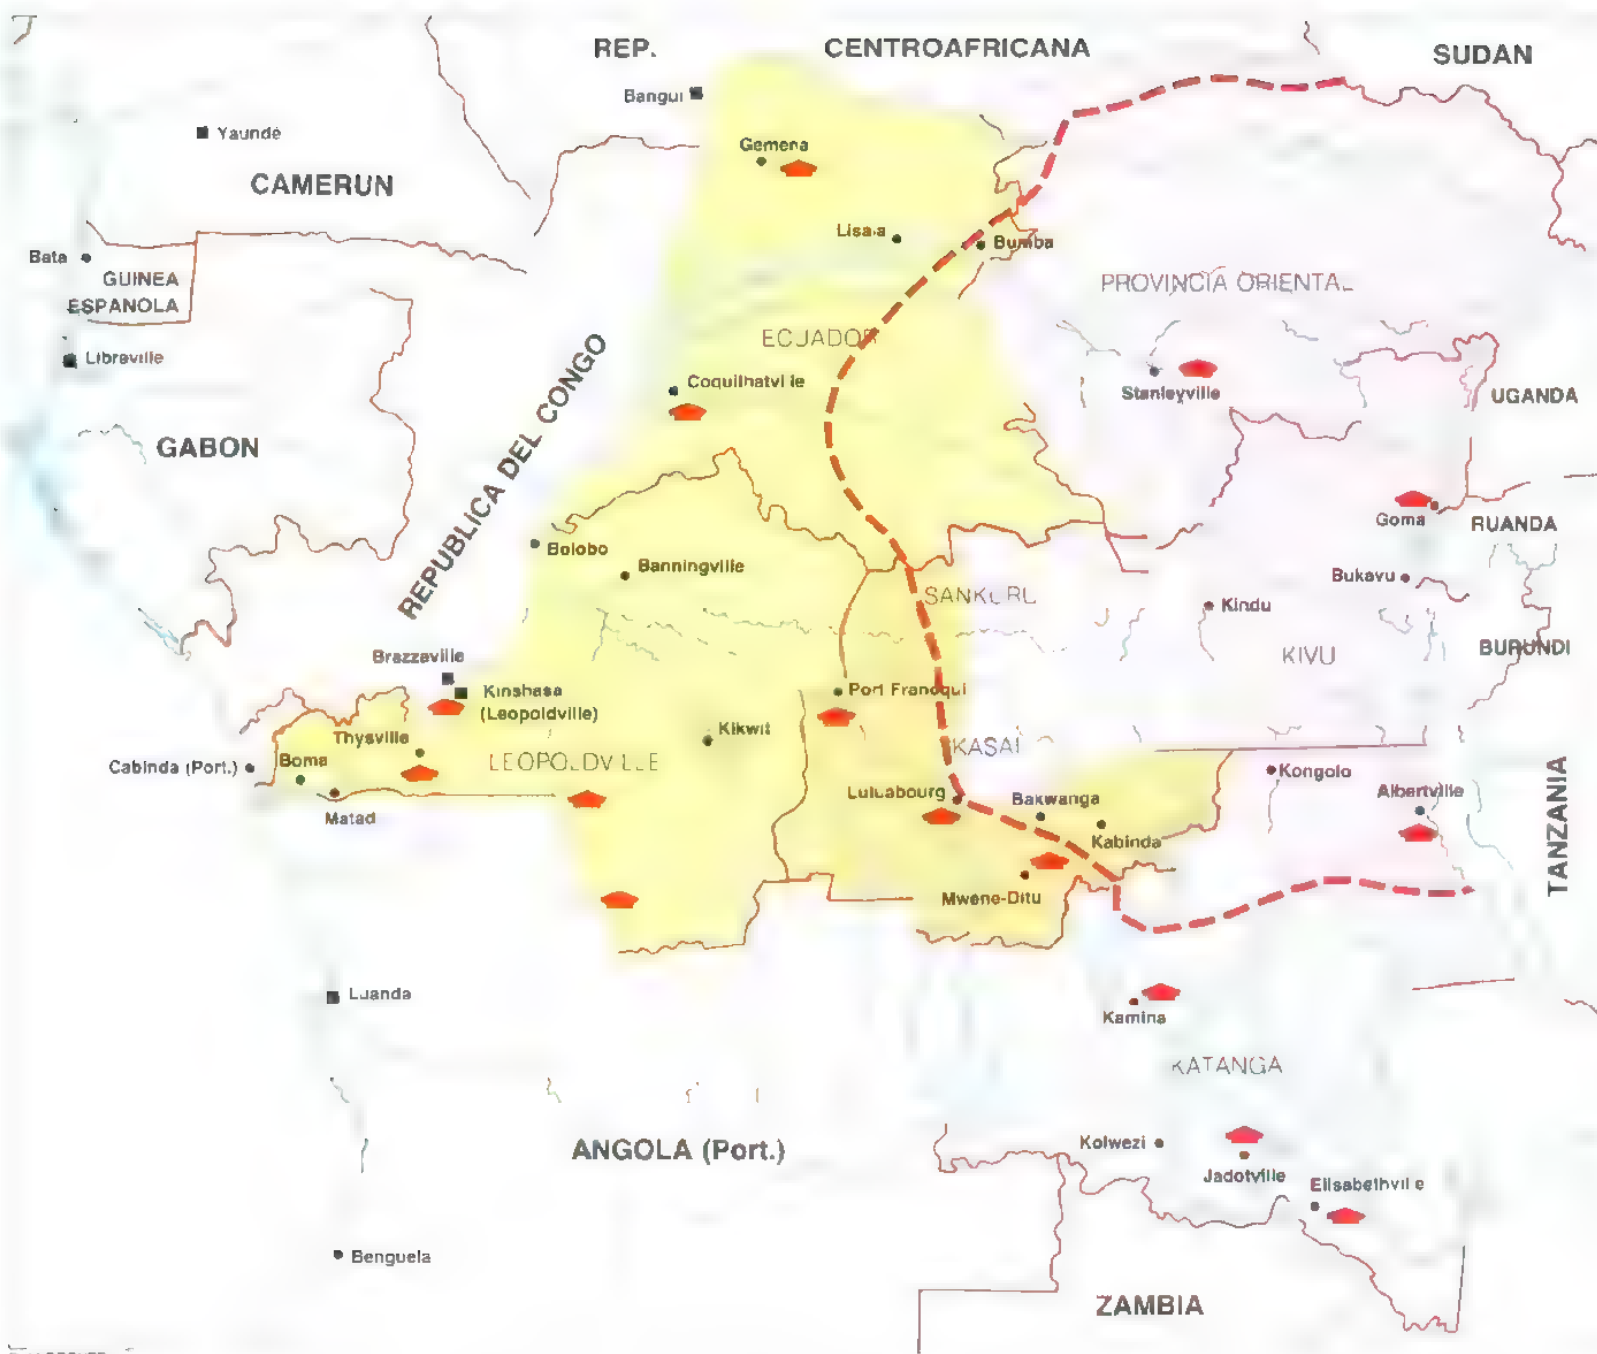 REP. CENTROAFRICANA
SUDAN
Bangui
Yaundé
CAMERUN
Gemena
Bata
GUINEA
ESPANOLA
Lisala
Bumba
PROVINCIA ORIENTAL
Libreville
ECUADOR
Coquilhatville
Stanleyville
UGANDA
GABON
REPUBLICA DEL CONGO
Goma
RUANDA
Bolobo
Banningville
Bukavu
SANKURU
Kindu
BURUNDI
KIVU
Brazzaville
Kinshasa
(Leopoldville)
Port Francqui
Thysville
Kikwit
KASAI
LEOPOLDVILLE
Cabinda (Port.)
Boma
Matad
Luluabourg
Bakwanga
Kabinda
Kongolo
Albertville
TANZANIA
Mwene-Ditu
Luanda
Kamina
KATANGA
ANGOLA (Port.)
Kolwezi
Jadotville
Elisabethville
Benguela
ZAMBIA